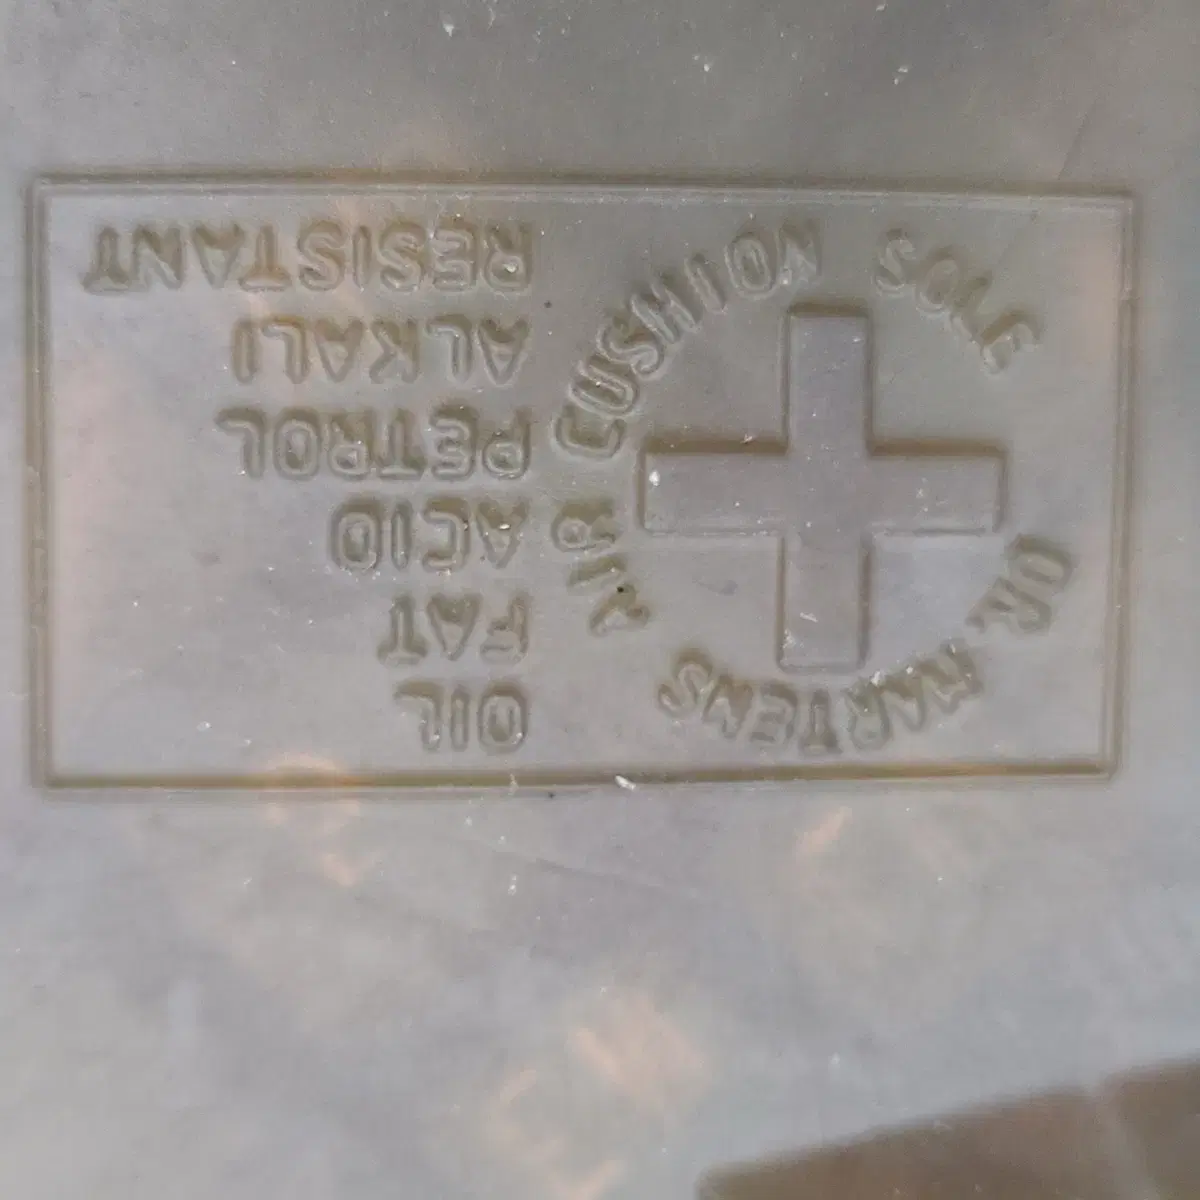 DR. MARTENS
AIR CUSHION SOLE
OIL
FAT
ACID
PETROL
ALKALI
RESISTANT